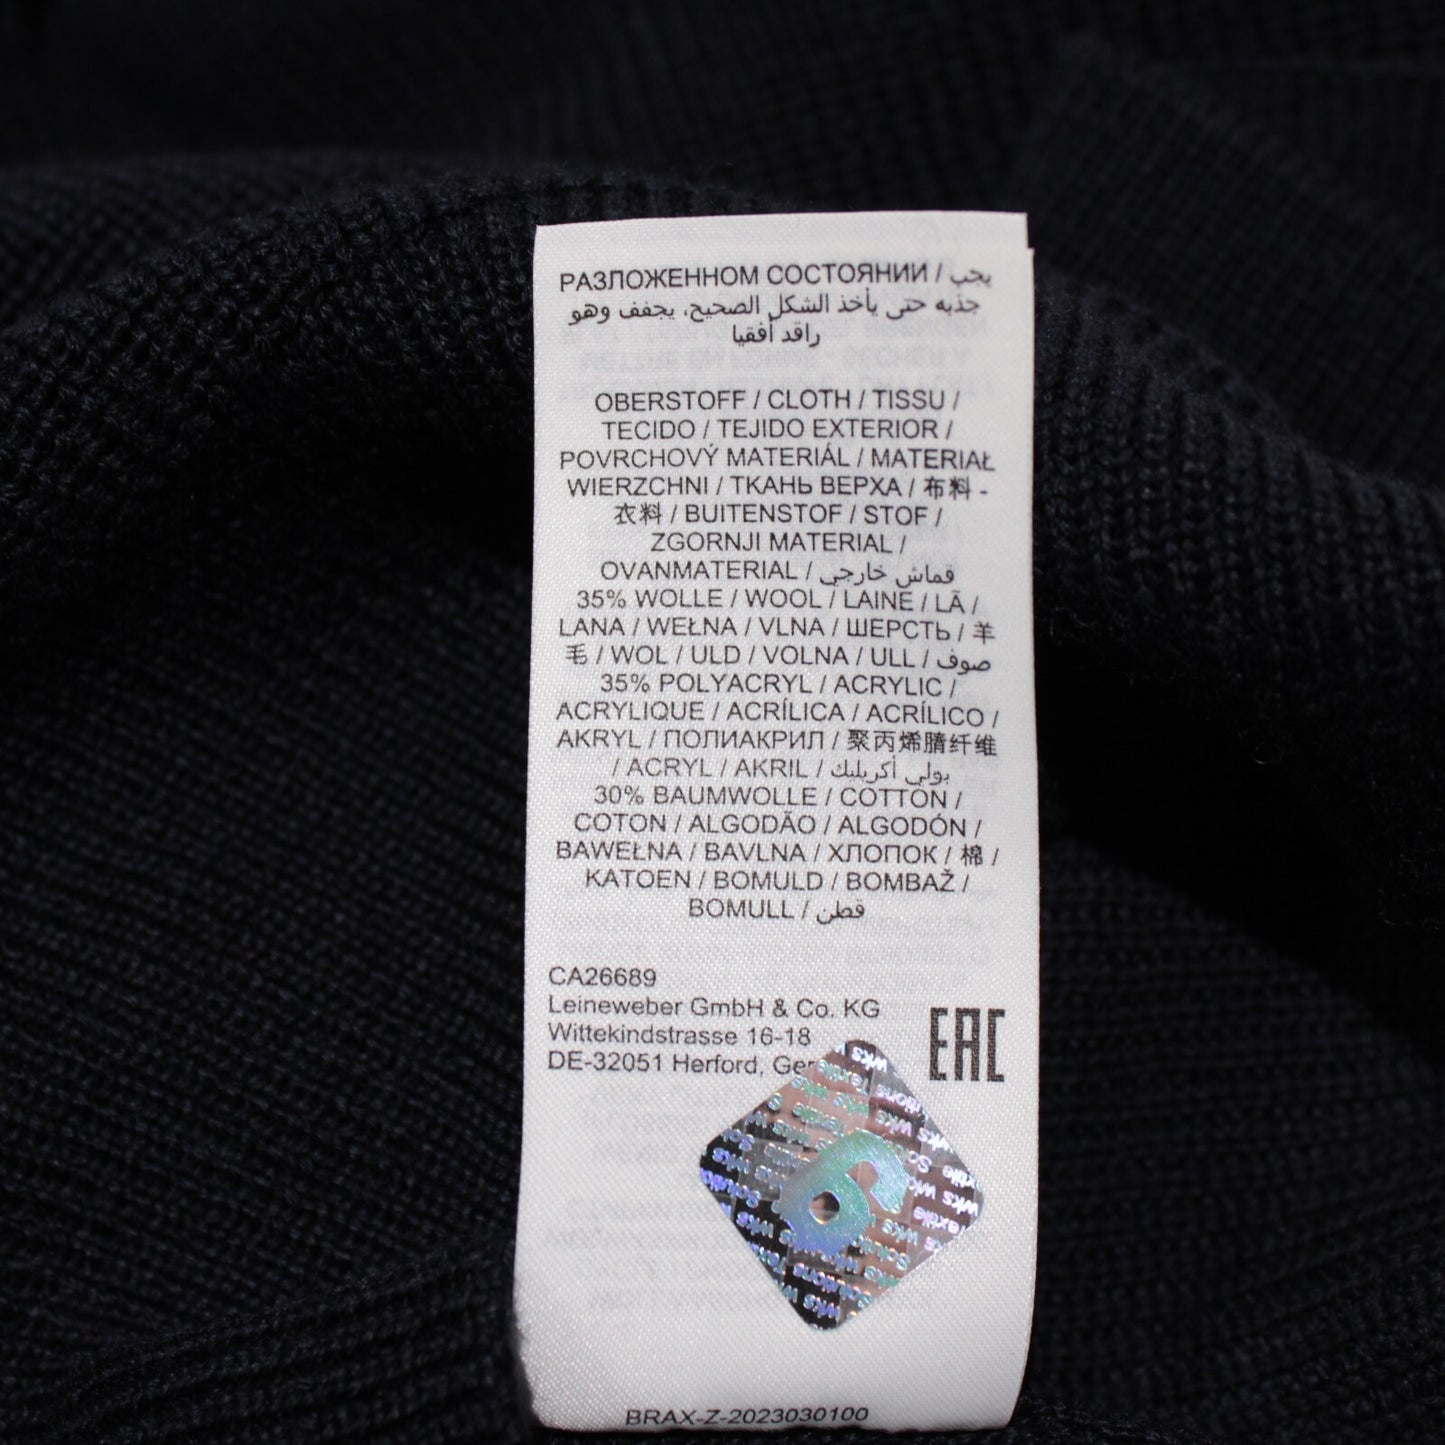 РАЗЛОЖЕННОМ СОСТОЯНИИ / يجب
جذبه حتى يأخذ الشكل الصحيح، يجفف وهو
راقد أفقيا
OBERSTOFF / CLOTH / TISSU /
TECIDO / TEJIDO EXTERIOR /
POVRCHOVÝ MATERIÁL / MATERIAŁ
WIERZCHNI / ТКАНЬ ВЕРХА / 布料 -
衣料 / BUITENSTOF / STOF /
ZGORNJI MATERIAL /
OVANMATERIAL / قماش خارجي
35% WOLLE / WOOL / LAINE / LÃ /
LANA / WEŁNA / VLNA / ШЕРСТЬ / 羊
毛 / WOL / ULD / VOLNA / ULL / صوف
35% POLYACRYL / ACRYLIC /
ACRYLIQUE / ACRÍLICA / ACRÍLICO /
AKRYL / ПОЛИАКРИЛ / 聚丙烯腈纤维
/ ACRYL / AKRIL / بولي أكريليك
30% BAUMWOLLE / COTTON /
COTON / ALGODÃO / ALGODÓN /
BAWEŁNA / BAVLNA / ХЛОПОК / 棉 /
KATOEN / BOMULD / BOMBAŽ /
BOMULL / قطن
CA26689
Leineweber GmbH & Co. KG
Wittekindstrasse 16-18
DE-32051 Herford, Ger
EAC
BRAX-Z-2023030100